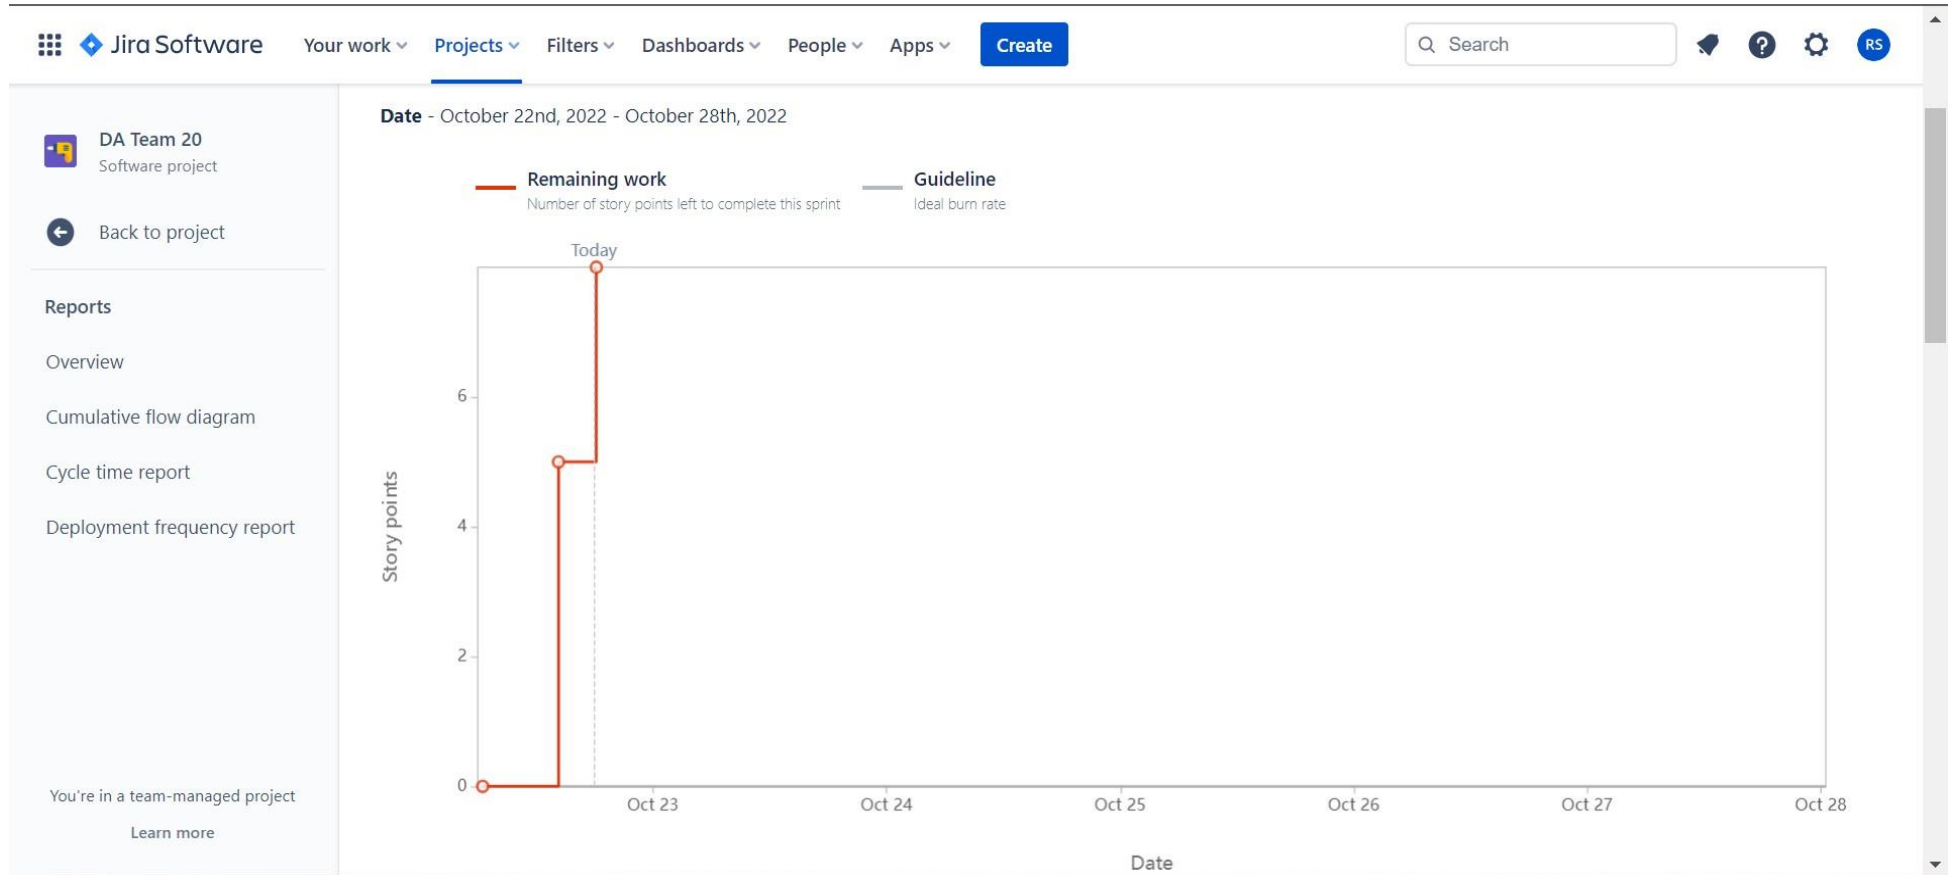 Jira Software Your work Projects Filters Dashboards People Apps Create Search RS
DA Team 20
Software project
Back to project
Reports
Overview
Cumulative flow diagram
Cycle time report
Deployment frequency report
You're in a team-managed project
Learn more
Date - October 22nd, 2022 - October 28th, 2022
Remaining work
Number of story points left to complete this sprint
Guideline
Ideal burn rate
Today
Story points
6
4
2
0
Oct 23 Oct 24 Oct 25 Oct 26 Oct 27 Oct 28
Date